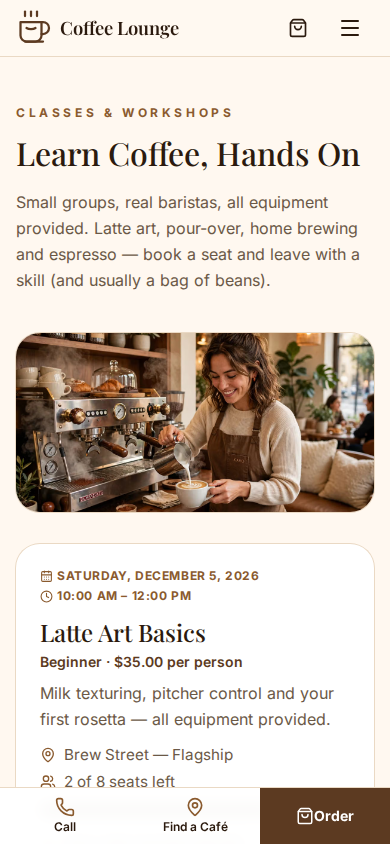 Coffee Lounge
CLASSES & WORKSHOPS
Learn Coffee, Hands On
Small groups, real baristas, all equipment
provided. Latte art, pour-over, home brewing
and espresso — book a seat and leave with a
skill (and usually a bag of beans).
SATURDAY, DECEMBER 5, 2026
10:00 AM – 12:00 PM
Latte Art Basics
Beginner · $35.00 per person
Milk texturing, pitcher control and your
first rosetta — all equipment provided.
Brew Street — Flagship
2 of 8 seats left
Call
Find a Café
Order